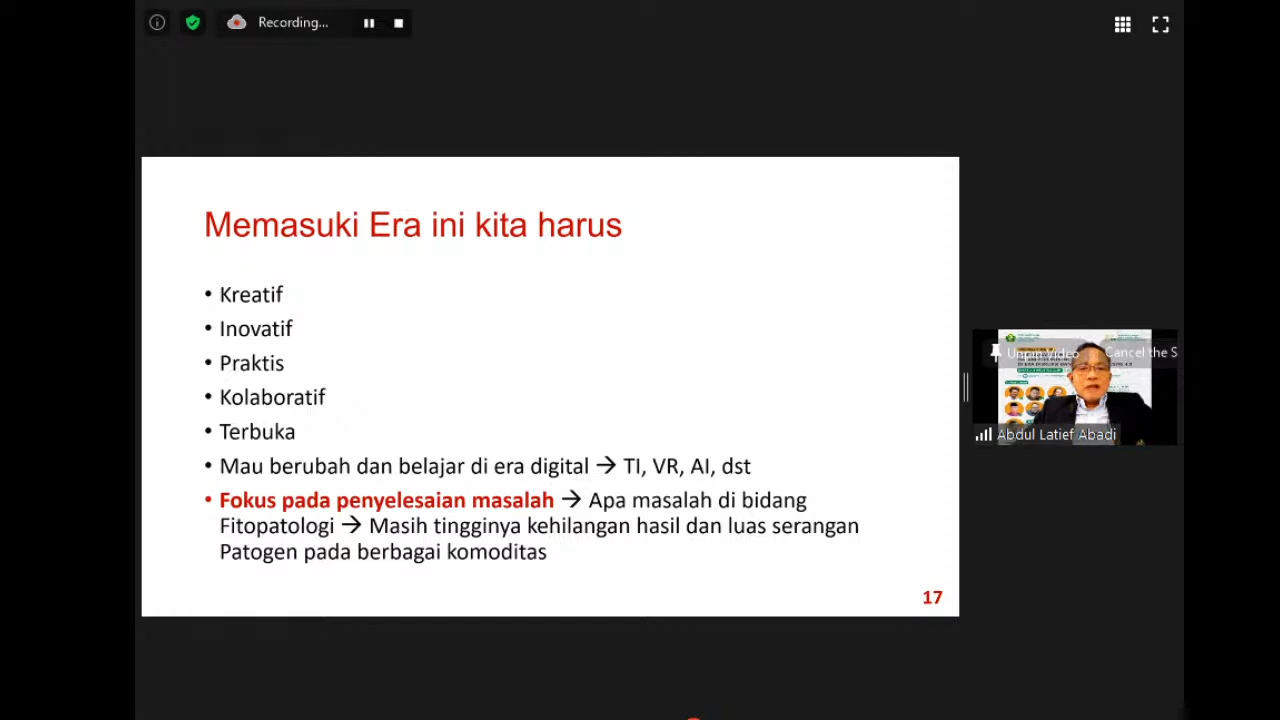 Recording...
Memasuki Era ini kita harus
• Kreatif
• Inovatif
• Praktis
• Kolaboratif
• Terbuka
• Mau berubah dan belajar di era digital → TI, VR, AI, dst
• Fokus pada penyelesaian masalah → Apa masalah di bidang
Fitopatologi → Masih tingginya kehilangan hasil dan luas serangan
Patogen pada berbagai komoditas
17
Unpin Video Cancel the S
Abdul Latief Abadi